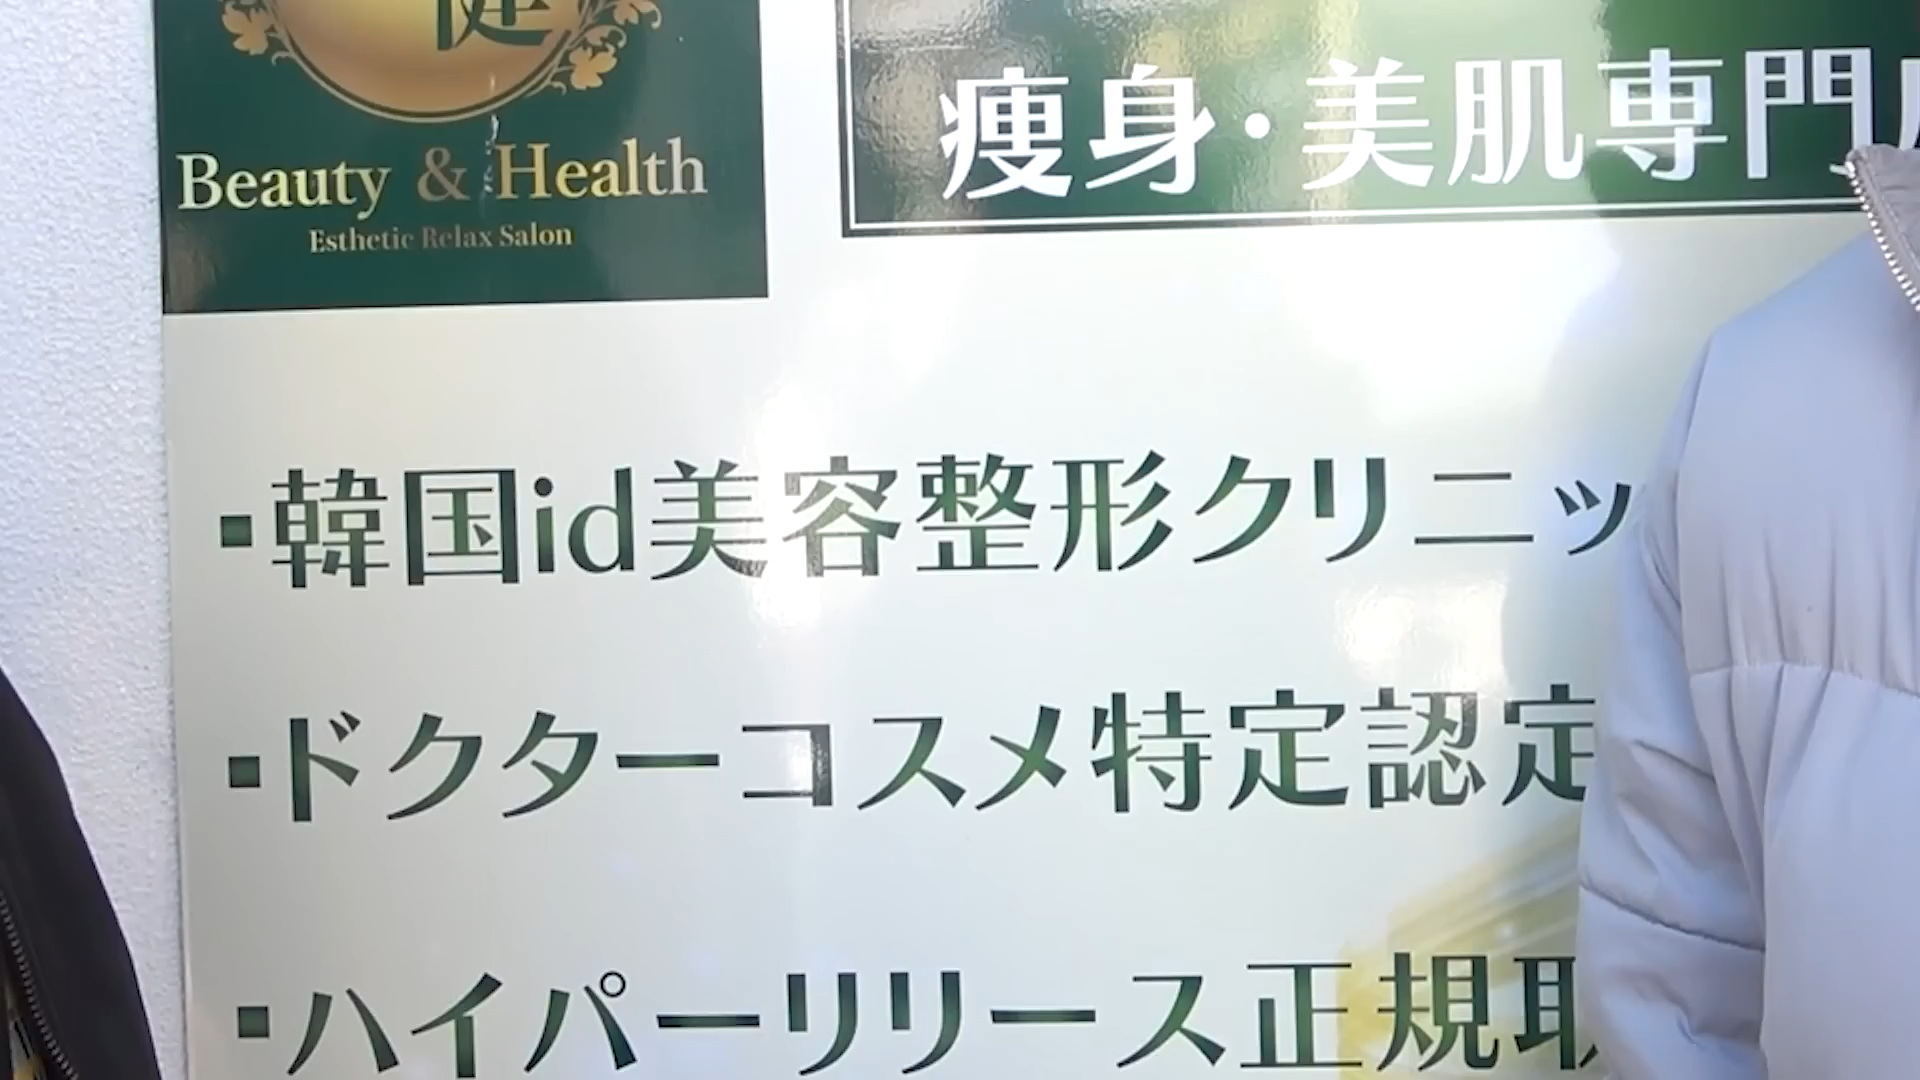 健
Beauty & Health
Esthetic Relax Salon
痩身・美肌専門
▪韓国id美容整形クリニッ
▪ドクターコスメ特定認定
▪ハイパーリリース正規取